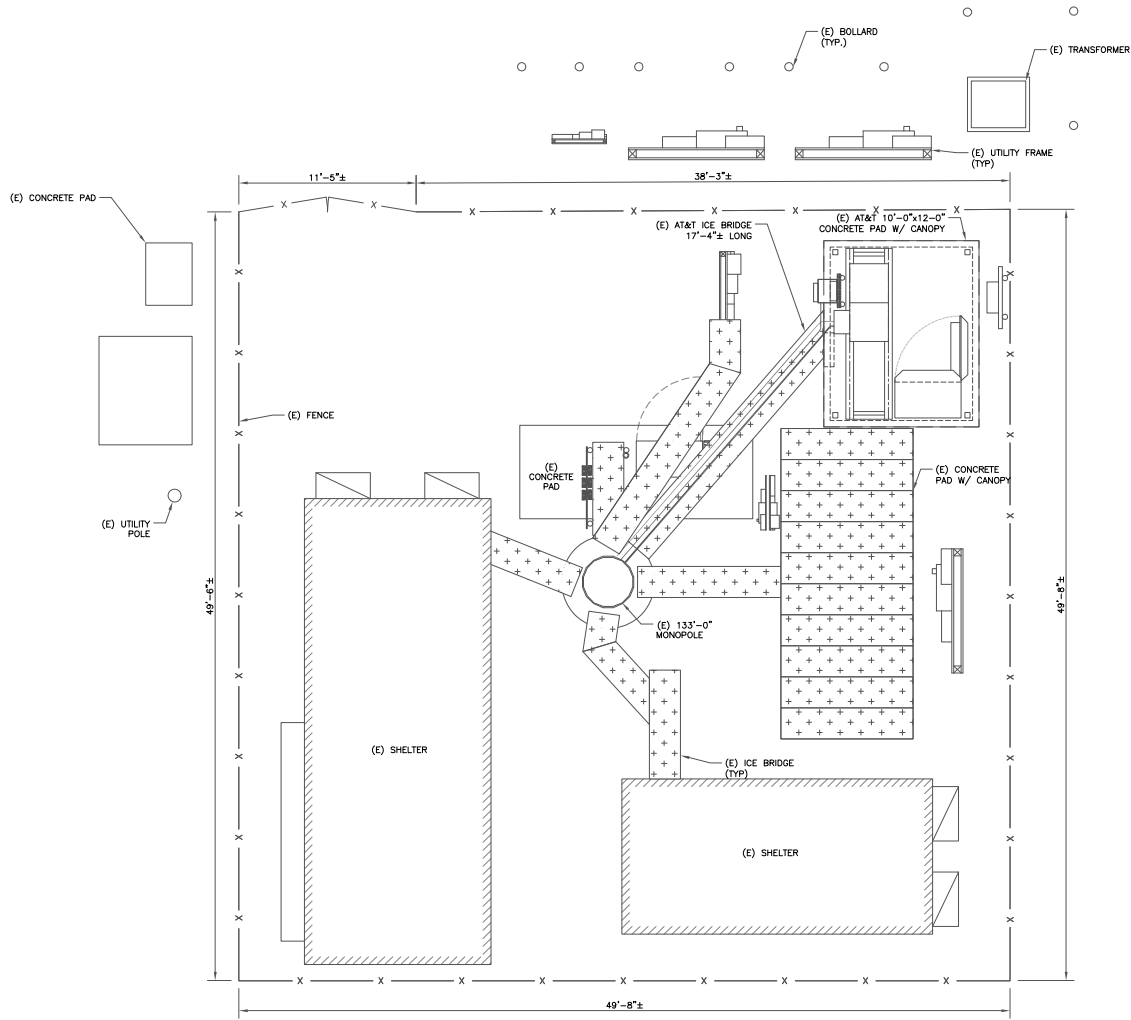 (E) BOLLARD
(TYP.)
(E) TRANSFORMER
(E) UTILITY FRAME
(TYP)
11'-5"±
38'-3"±
(E) CONCRETE PAD
(E) AT&T ICE BRIDGE
17'-4"± LONG
(E) AT&T 10'-0"x12-0"
CONCRETE PAD W/ CANOPY
(E) FENCE
(E)
CONCRETE
PAD
(E) CONCRETE
PAD W/ CANOPY
(E) UTILITY
POLE
49'-6"±
49'-8"±
(E) 133'-0"
MONOPOLE
(E) SHELTER
(E) ICE BRIDGE
(TYP)
(E) SHELTER
49'-8"±